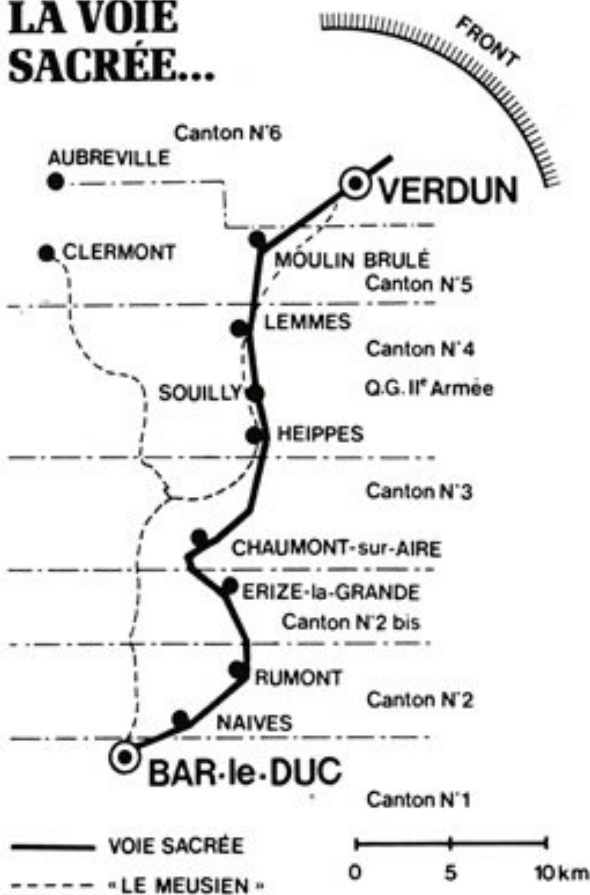 LA VOIE
SACRÉE...
FRONT
Canton N°6
AUBREVILLE
VERDUN
CLERMONT
MOULIN BRULÉ
Canton N°5
LEMMES
Canton N°4
SOUILLY
Q.G. IIe Armée
HEIPPES
Canton N°3
CHAUMONT-sur-AIRE
ERIZE-la-GRANDE
Canton N°2 bis
RUMONT
Canton N°2
NAIVES
BAR-le-DUC
Canton N°1
VOIE SACRÉE
0 5 10 km
"LE MEUSIEN"